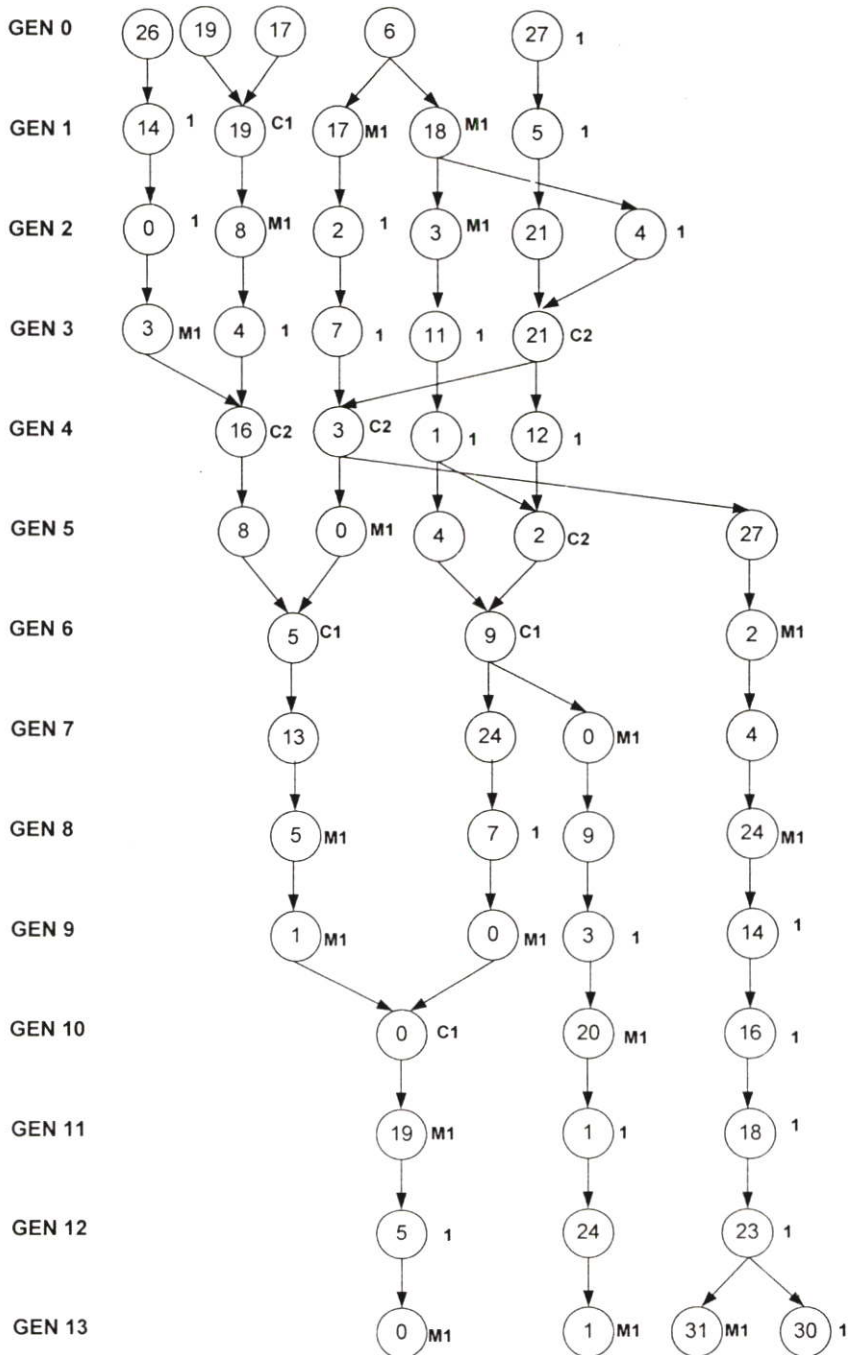 GEN 0 26 19 17 6 27 1
GEN 1 14 1 19 C1 17 M1 18 M1 5 1
GEN 2 0 1 8 M1 2 1 3 M1 21 4 1
GEN 3 3 M1 4 1 7 1 11 1 21 C2
GEN 4 16 C2 3 C2 1 1 12 1
GEN 5 8 0 M1 4 2 C2 27
GEN 6 5 C1 9 C1 2 M1
GEN 7 13 24 0 M1 4
GEN 8 5 M1 7 1 9 24 M1
GEN 9 1 M1 0 M1 3 1 14 1
GEN 10 0 C1 20 M1 16 1
GEN 11 19 M1 1 1 18 1
GEN 12 5 1 24 23 1
GEN 13 0 M1 1 M1 31 M1 30 1